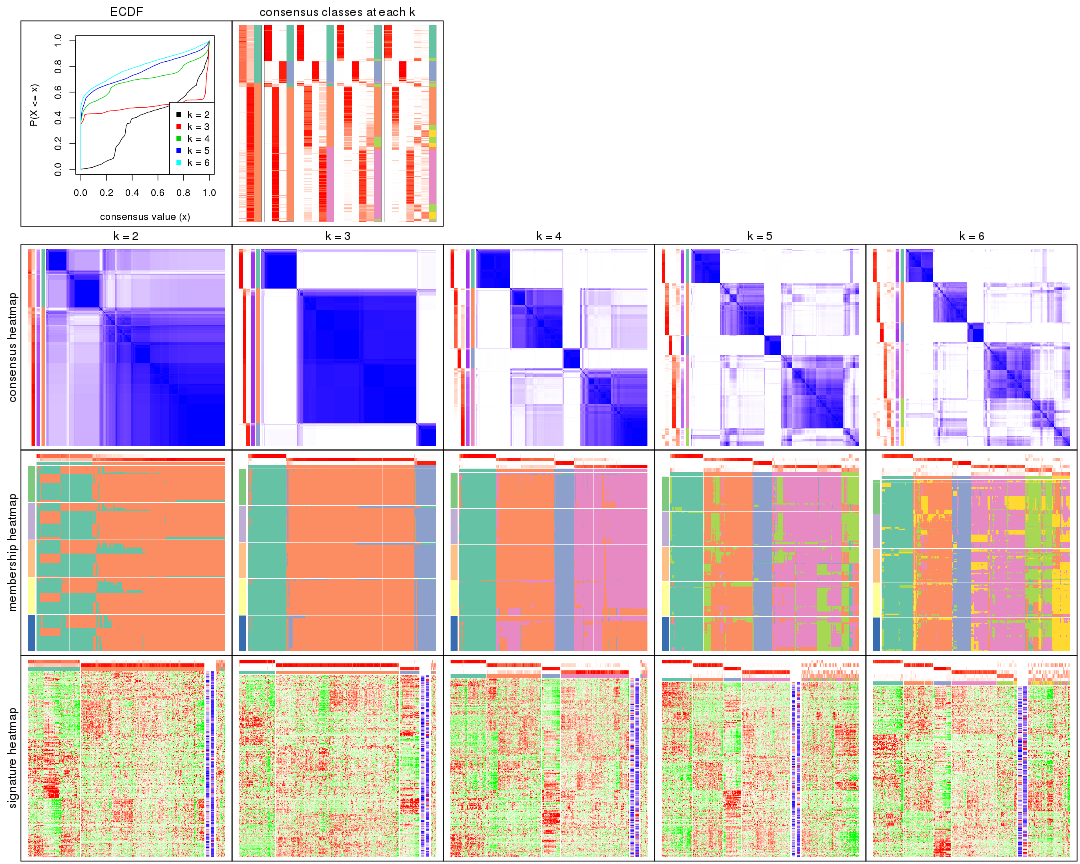 ECDF
consensus classes at each k
P(X <= x)
0.0 0.2 0.4 0.6 0.8 1.0
k = 2
k = 3
k = 4
k = 5
k = 6
0.0 0.2 0.4 0.6 0.8 1.0
consensus value (x)
k = 2
k = 3
k = 4
k = 5
k = 6
consensus heatmap
membership heatmap
signature heatmap